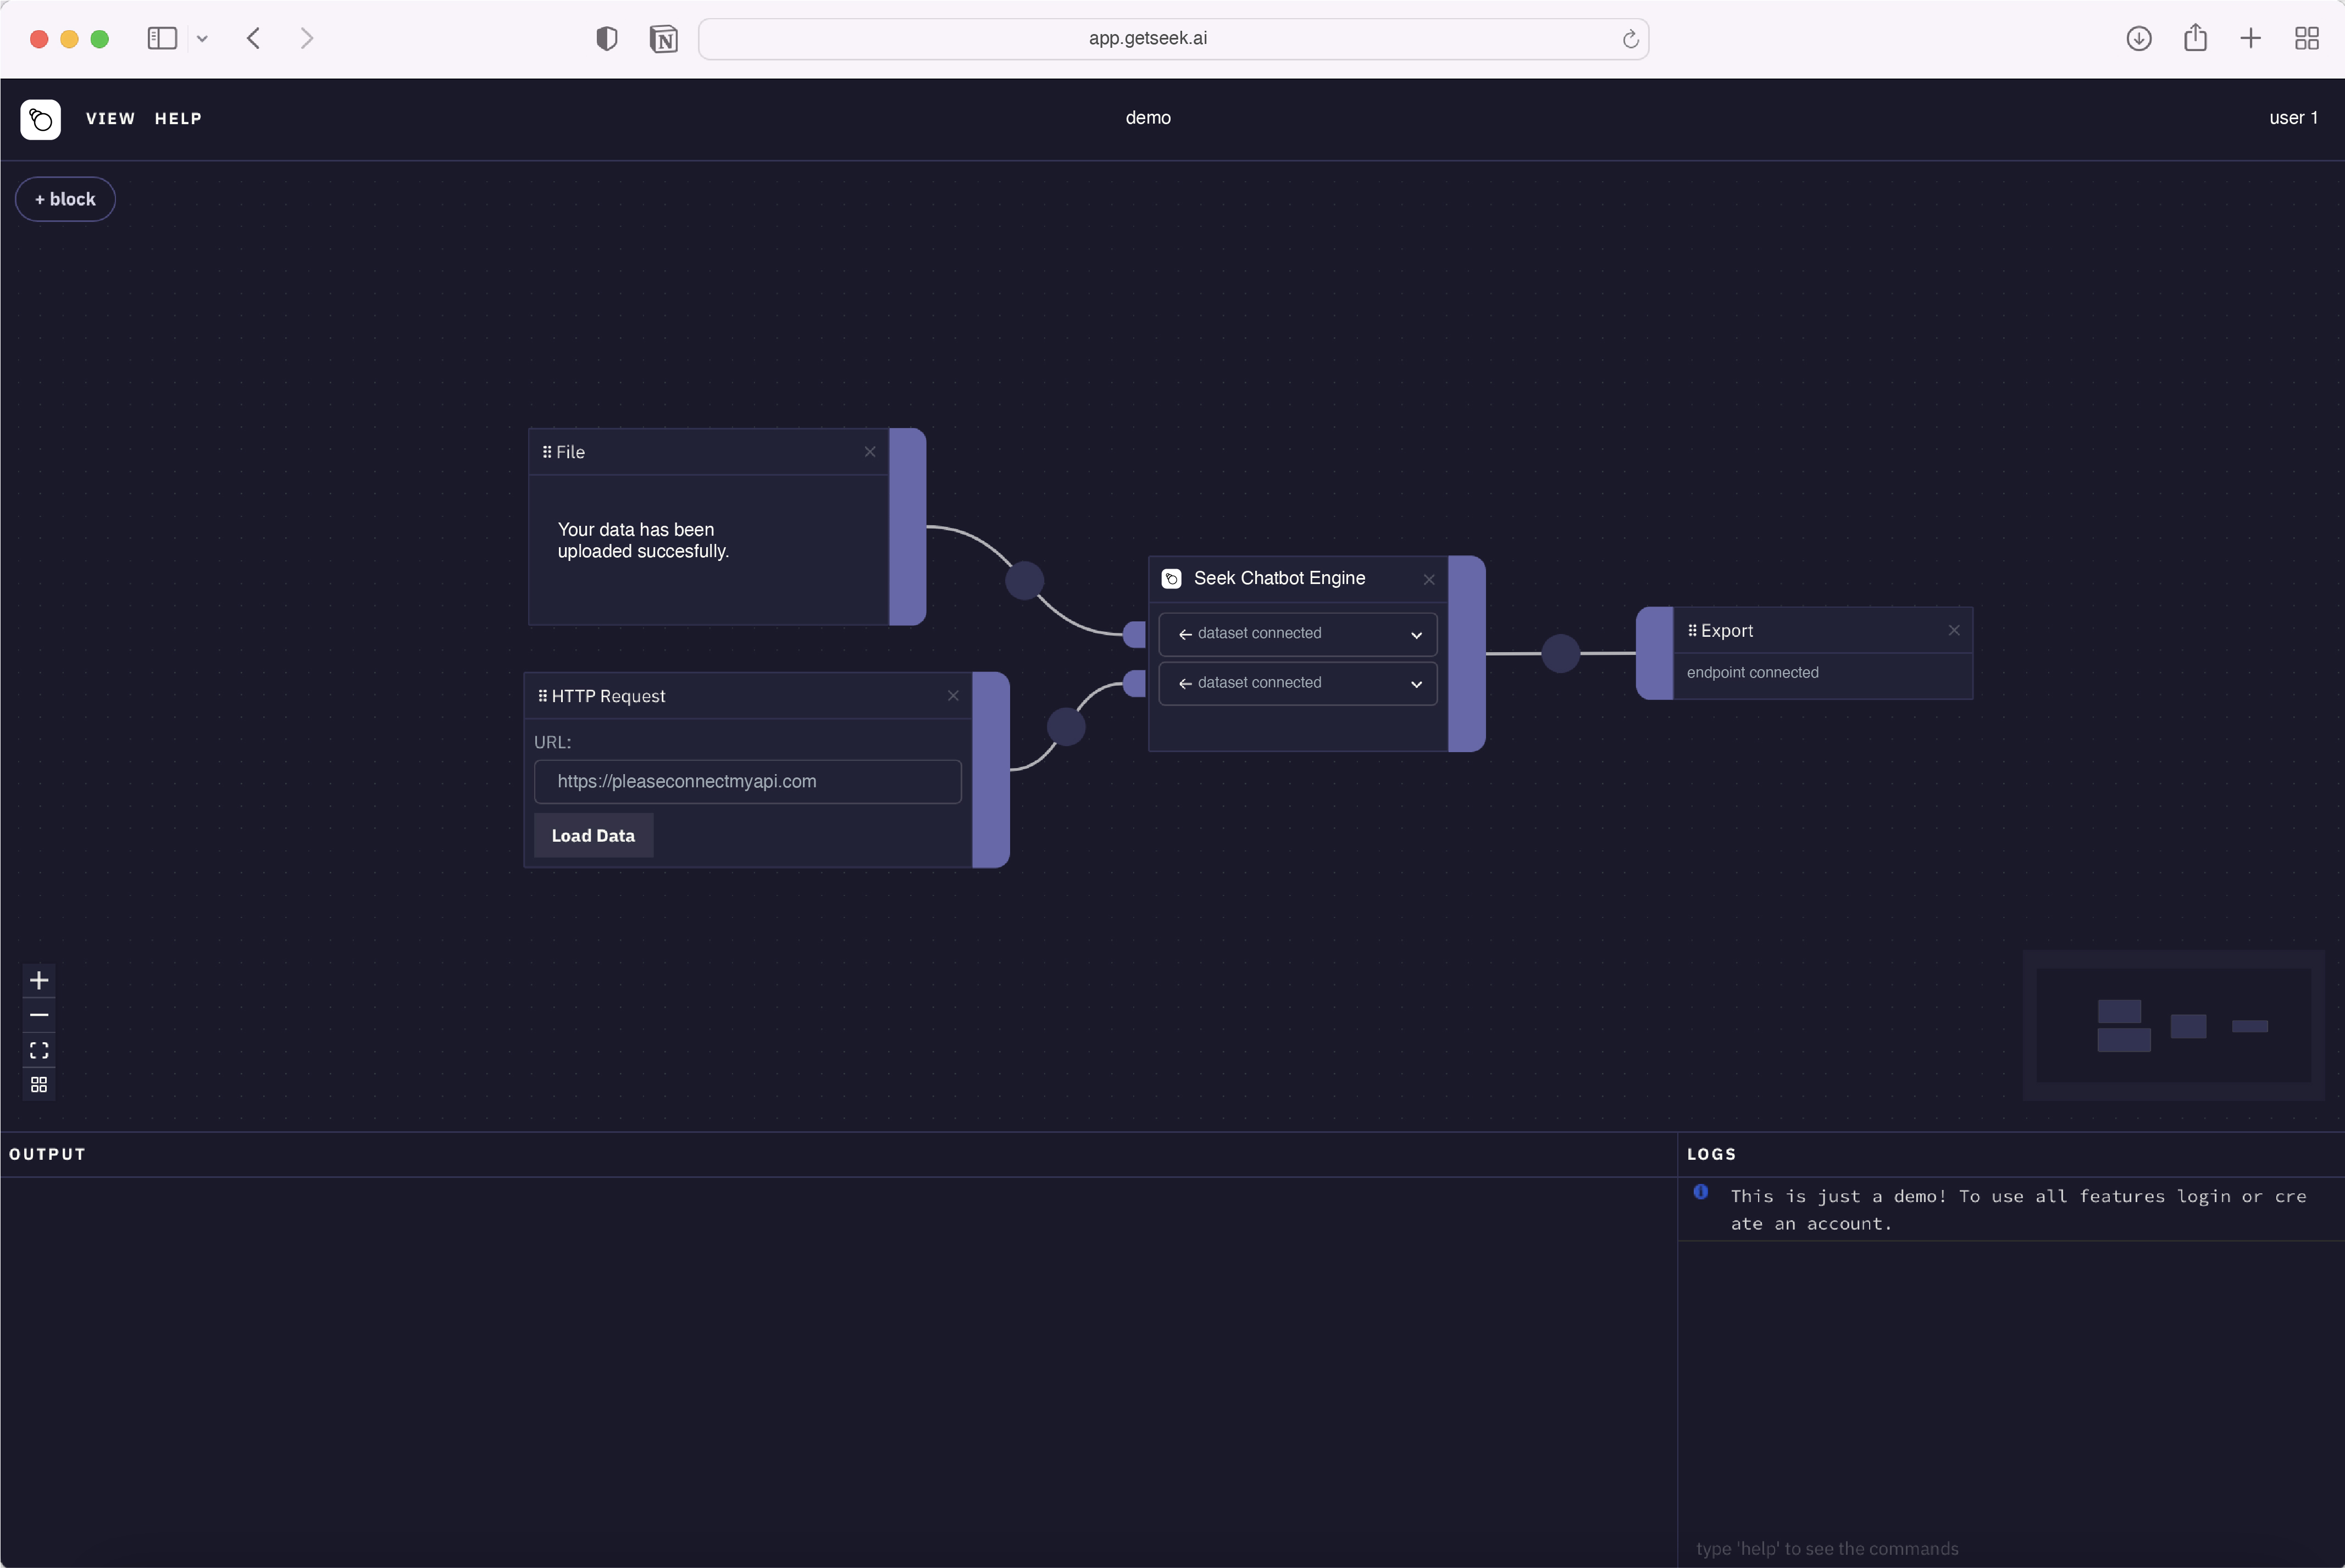 app.getseek.ai
VIEW HELP
demo
user 1
+ block
File
Your data has been
uploaded succesfully.
HTTP Request
URL:
https://pleaseconnectmyapi.com
Load Data
Seek Chatbot Engine
← dataset connected
← dataset connected
Export
endpoint connected
OUTPUT
LOGS
This is just a demo! To use all features login or cre
ate an account.
type 'help' to see the commands